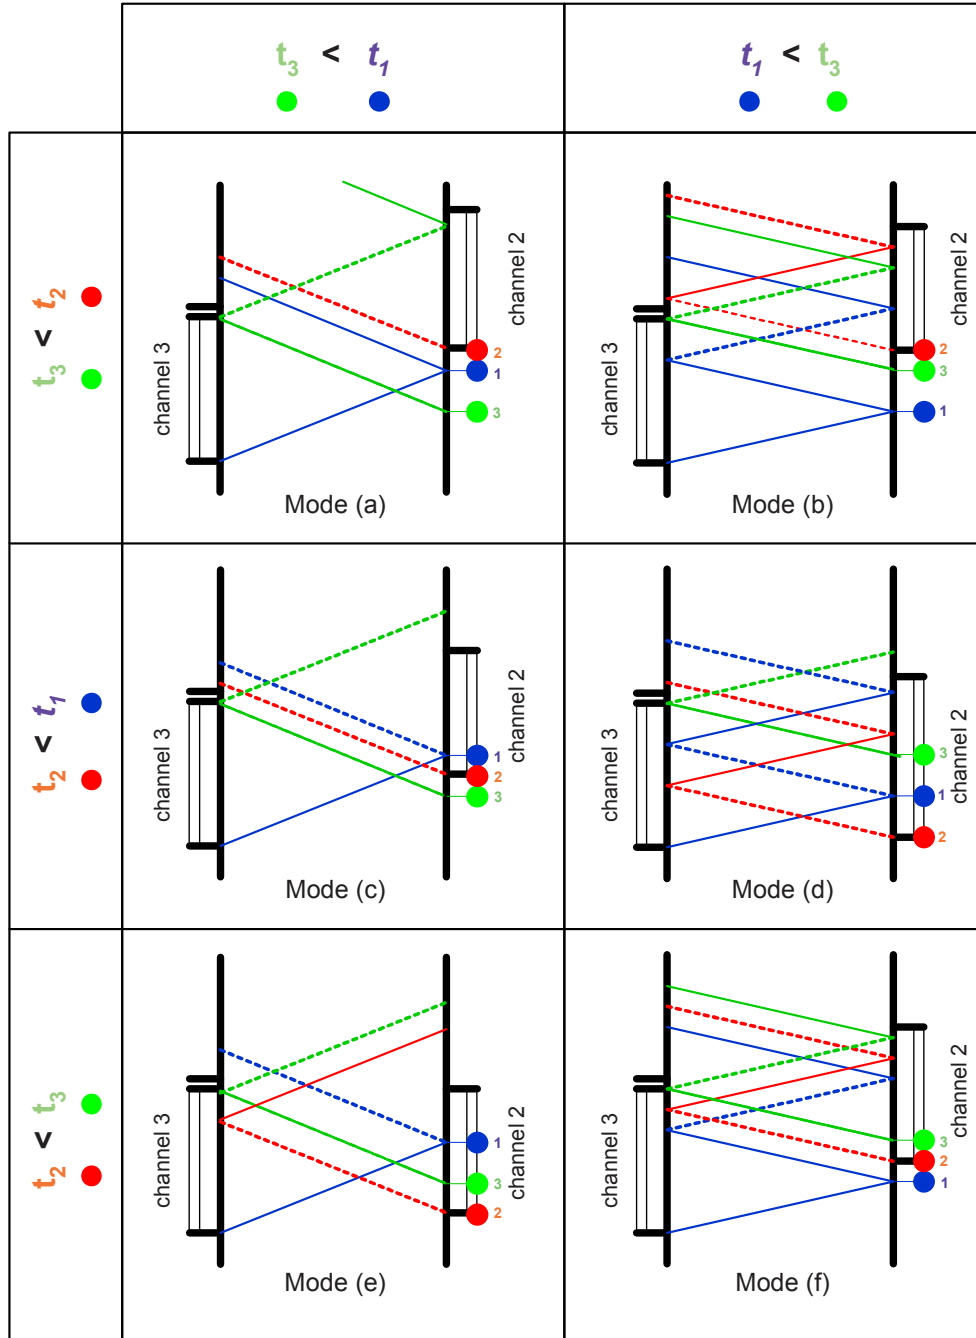 t3 < t1
t1 < t3
t3 < t2
channel 3
channel 2
2
1
3
Mode (a)
channel 3
channel 2
2
3
1
Mode (b)
t2 < t1
channel 3
channel 2
1
2
3
Mode (c)
channel 3
channel 2
3
1
2
Mode (d)
t2 < t3
channel 3
channel 2
1
3
2
Mode (e)
channel 3
channel 2
3
2
1
Mode (f)